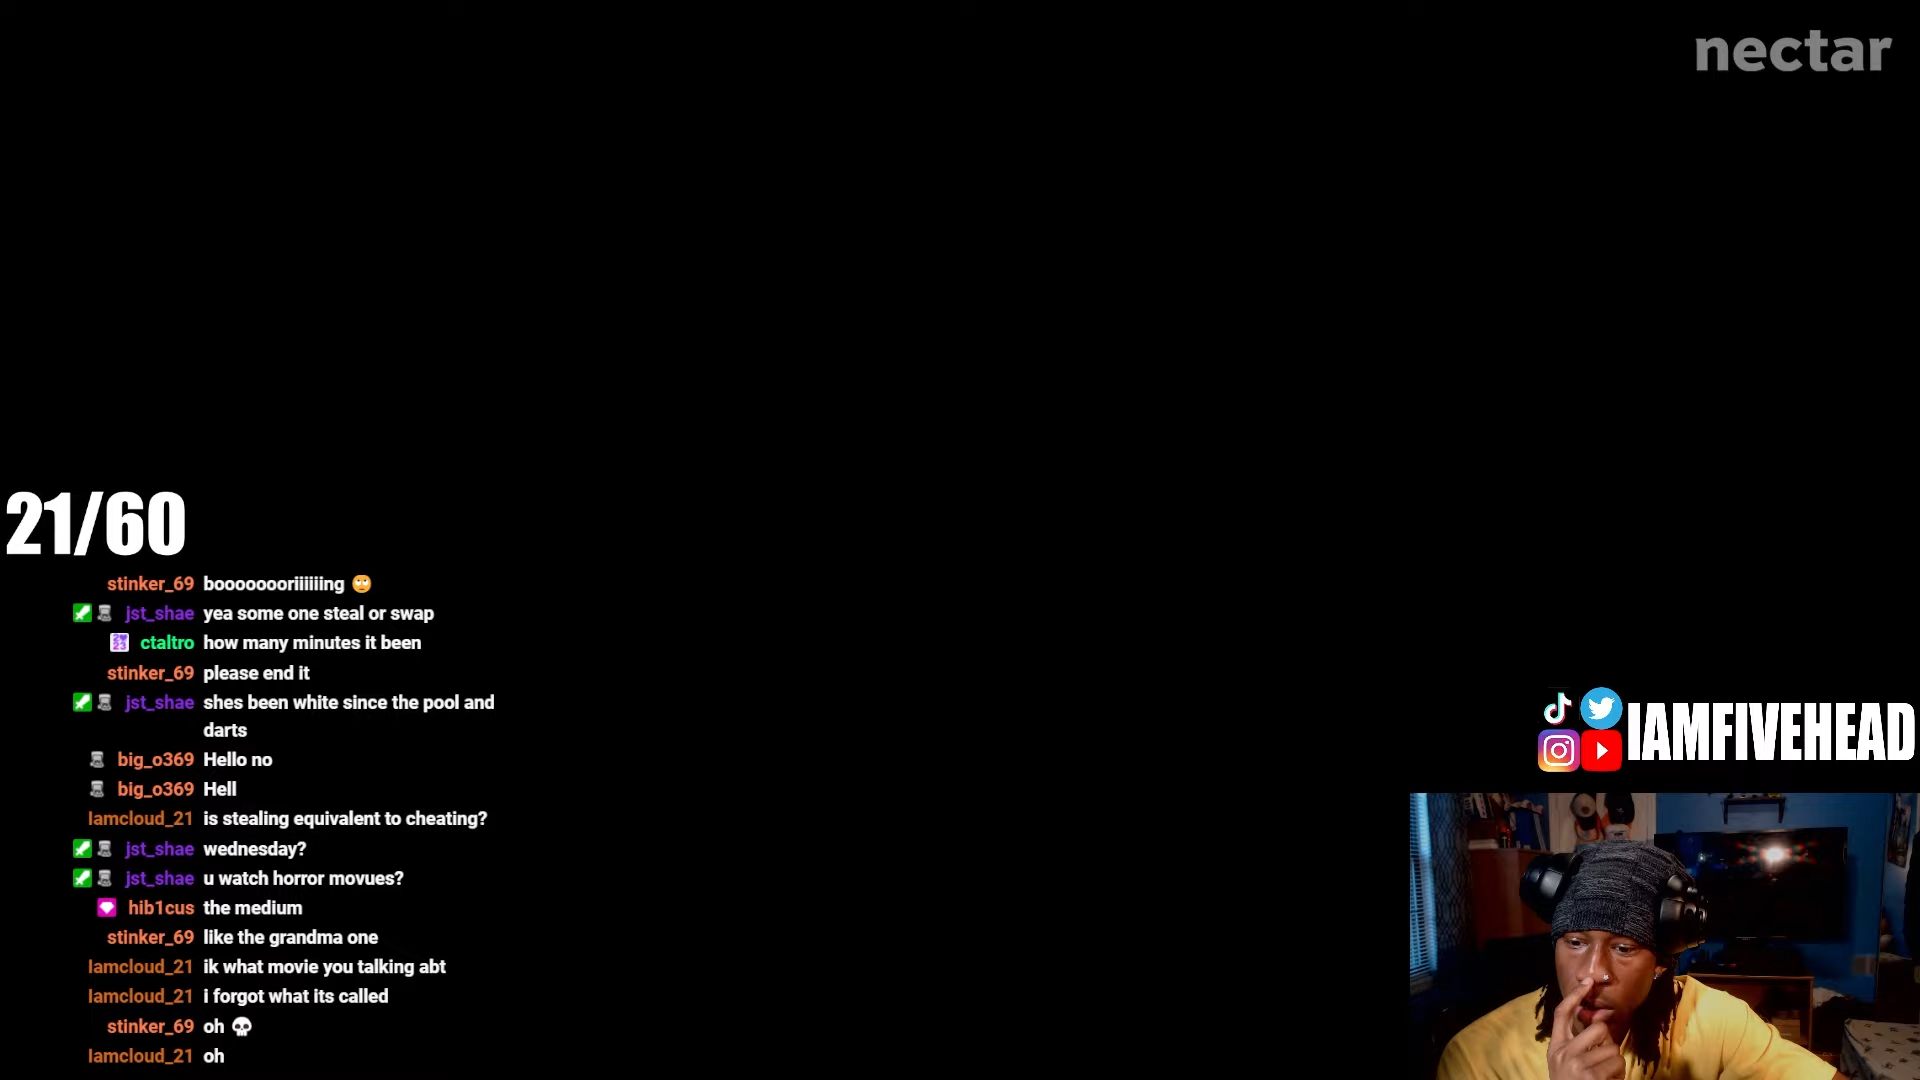 nectar
21/60
stinker_69 boooooooriiiiiing 🙄
jst_shae yea some one steal or swap
ctaltro how many minutes it been
stinker_69 please end it
jst_shae shes been white since the pool and
darts
big_o369 Hello no
big_o369 Hell
Iamcloud_21 is stealing equivalent to cheating?
jst_shae wednesday?
jst_shae u watch horror movues?
hib1cus the medium
stinker_69 like the grandma one
Iamcloud_21 ik what movie you talking abt
Iamcloud_21 i forgot what its called
stinker_69 oh 💀
Iamcloud_21 oh
IAMFIVEHEAD